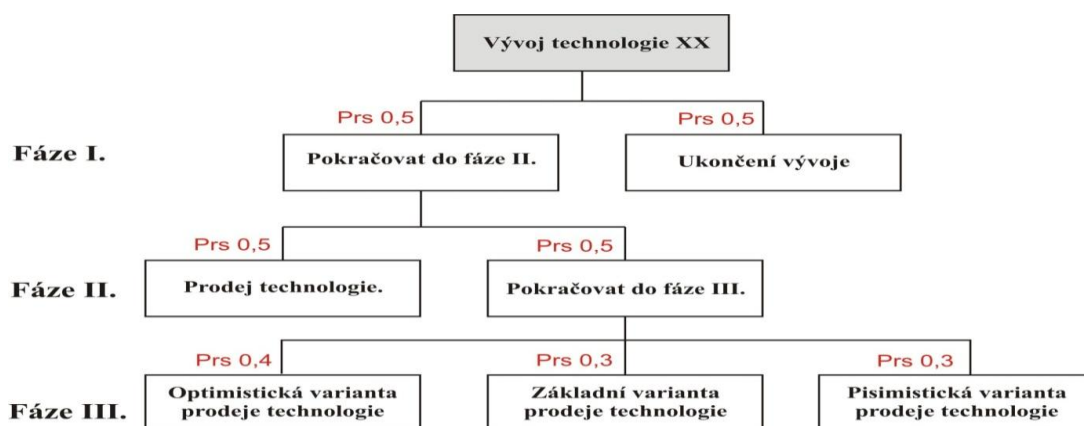 Vývoj technologie XX
Prs 0,5
Prs 0,5
Fáze I.
Pokračovat do fáze II.
Ukončení vývoje
Prs 0,5
Prs 0,5
Fáze II.
Prodej technologie.
Pokračovat do fáze III.
Prs 0,4
Prs 0,3
Prs 0,3
Fáze III.
Optimistická varianta
prodeje technologie
Základní varianta
prodeje technologie
Pisimistická varianta
prodeje technologie